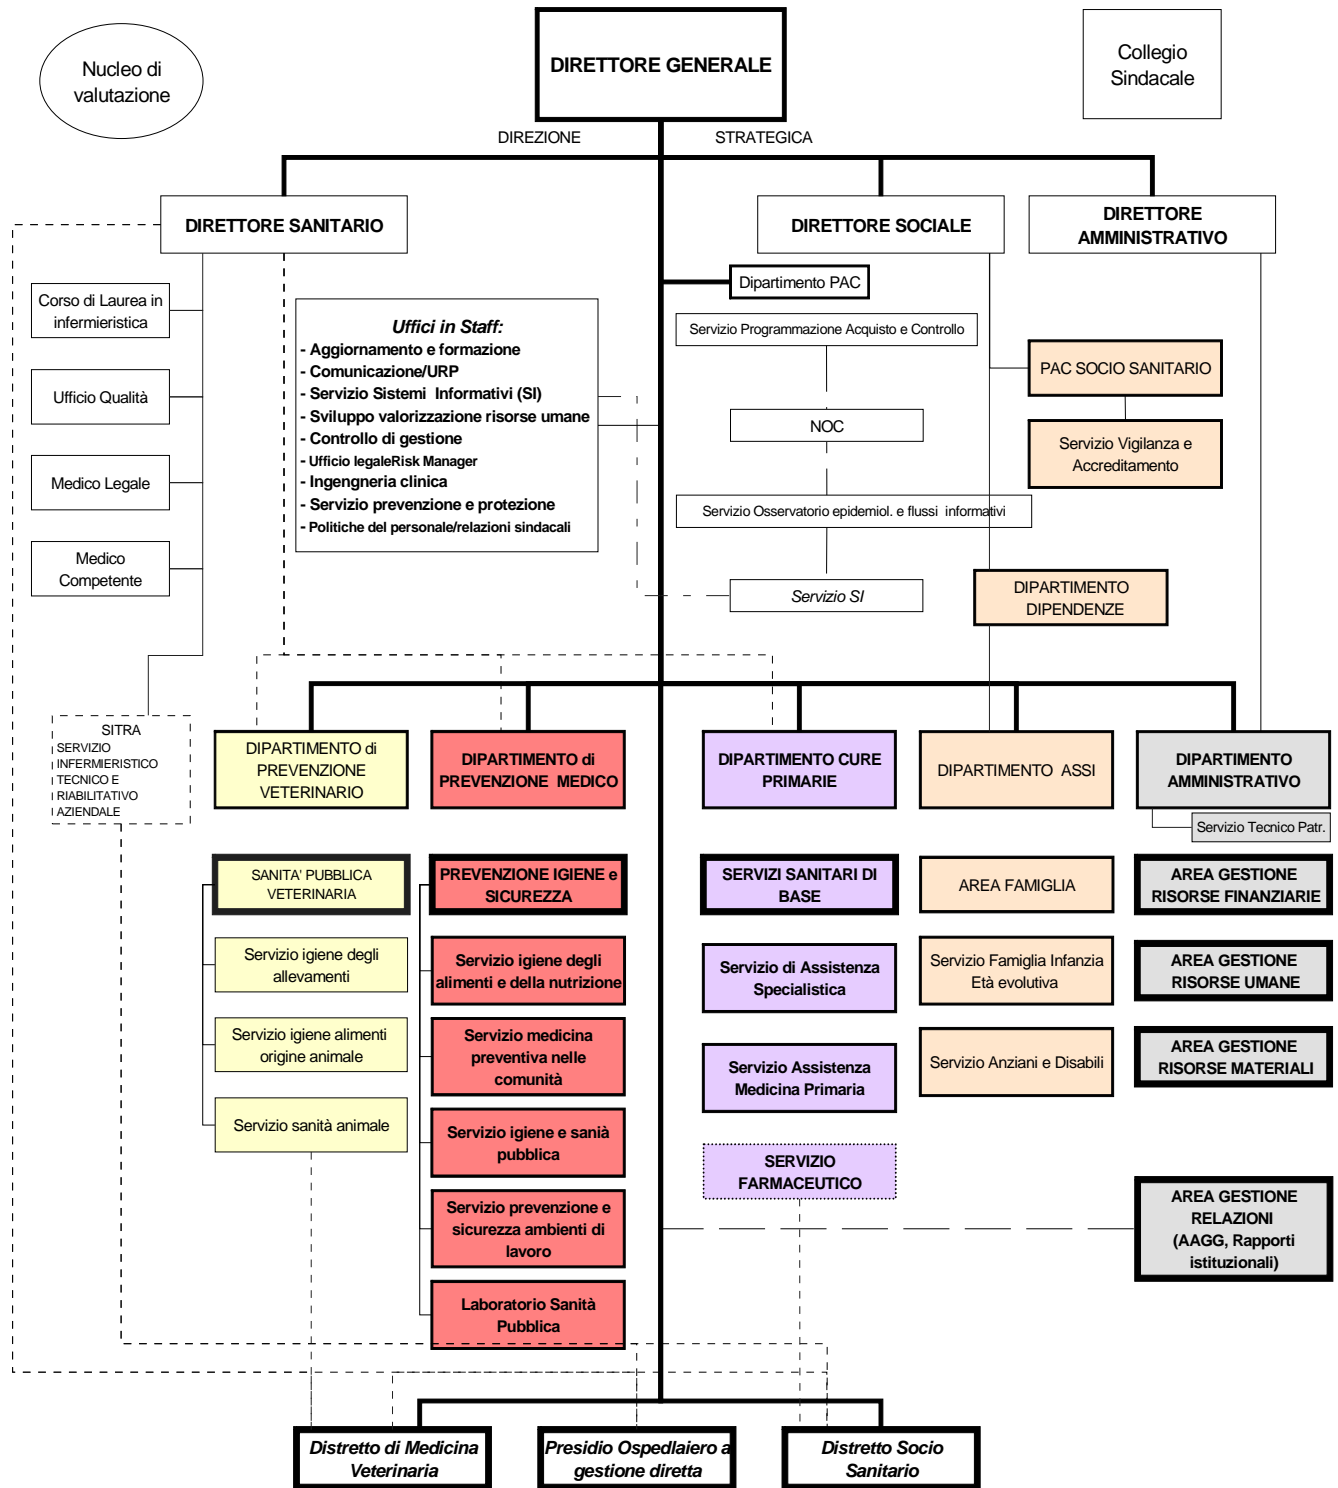 Nucleo di
valutazione
DIRETTORE GENERALE
Collegio
Sindacale
DIREZIONE
STRATEGICA
DIRETTORE SANITARIO
DIRETTORE SOCIALE
DIRETTORE
AMMINISTRATIVO
Dipartimento PAC
Corso di Laurea in
infermieristica
Ufficio Qualità
Medico Legale
Medico
Competente
Uffici in Staff:
- Aggiornamento e formazione
- Comunicazione/URP
- Servizio Sistemi Informativi (SI)
- Sviluppo valorizzazione risorse umane
- Controllo di gestione
- Ufficio legaleRisk Manager
- Ingengneria clinica
- Servizio prevenzione e protezione
- Politiche del personale/relazioni sindacali
Servizio Programmazione Acquisto e Controllo
NOC
Servizio Osservatorio epidemiol. e flussi informativi
Servizio SI
PAC SOCIO SANITARIO
Servizio Vigilanza e
Accreditamento
DIPARTIMENTO
DIPENDENZE
SITRA
SERVIZIO
INFERMIERISTICO
TECNICO E
RIABILITATIVO
AZIENDALE
DIPARTIMENTO di
PREVENZIONE
VETERINARIO
DIPARTIMENTO di
PREVENZIONE MEDICO
DIPARTIMENTO CURE
PRIMARIE
DIPARTIMENTO ASSI
DIPARTIMENTO
AMMINISTRATIVO
Servizio Tecnico Patr.
SANITA' PUBBLICA
VETERINARIA
Servizio igiene degli
allevamenti
Servizio igiene alimenti
origine animale
Servizio sanità animale
PREVENZIONE IGIENE e
SICUREZZA
Servizio igiene degli
alimenti e della nutrizione
Servizio medicina
preventiva nelle
comunità
Servizio igiene e sanià
pubblica
Servizio prevenzione e
sicurezza ambienti di
lavoro
Laboratorio Sanità
Pubblica
SERVIZI SANITARI DI
BASE
Servizio di Assistenza
Specialistica
Servizio Assistenza
Medicina Primaria
SERVIZIO
FARMACEUTICO
AREA FAMIGLIA
Servizio Famiglia Infanzia
Età evolutiva
Servizio Anziani e Disabili
AREA GESTIONE
RISORSE FINANZIARIE
AREA GESTIONE
RISORSE UMANE
AREA GESTIONE
RISORSE MATERIALI
AREA GESTIONE
RELAZIONI
(AAGG, Rapporti
istituzionali)
Distretto di Medicina
Veterinaria
Presidio Ospedlaiero a
gestione diretta
Distretto Socio
Sanitario